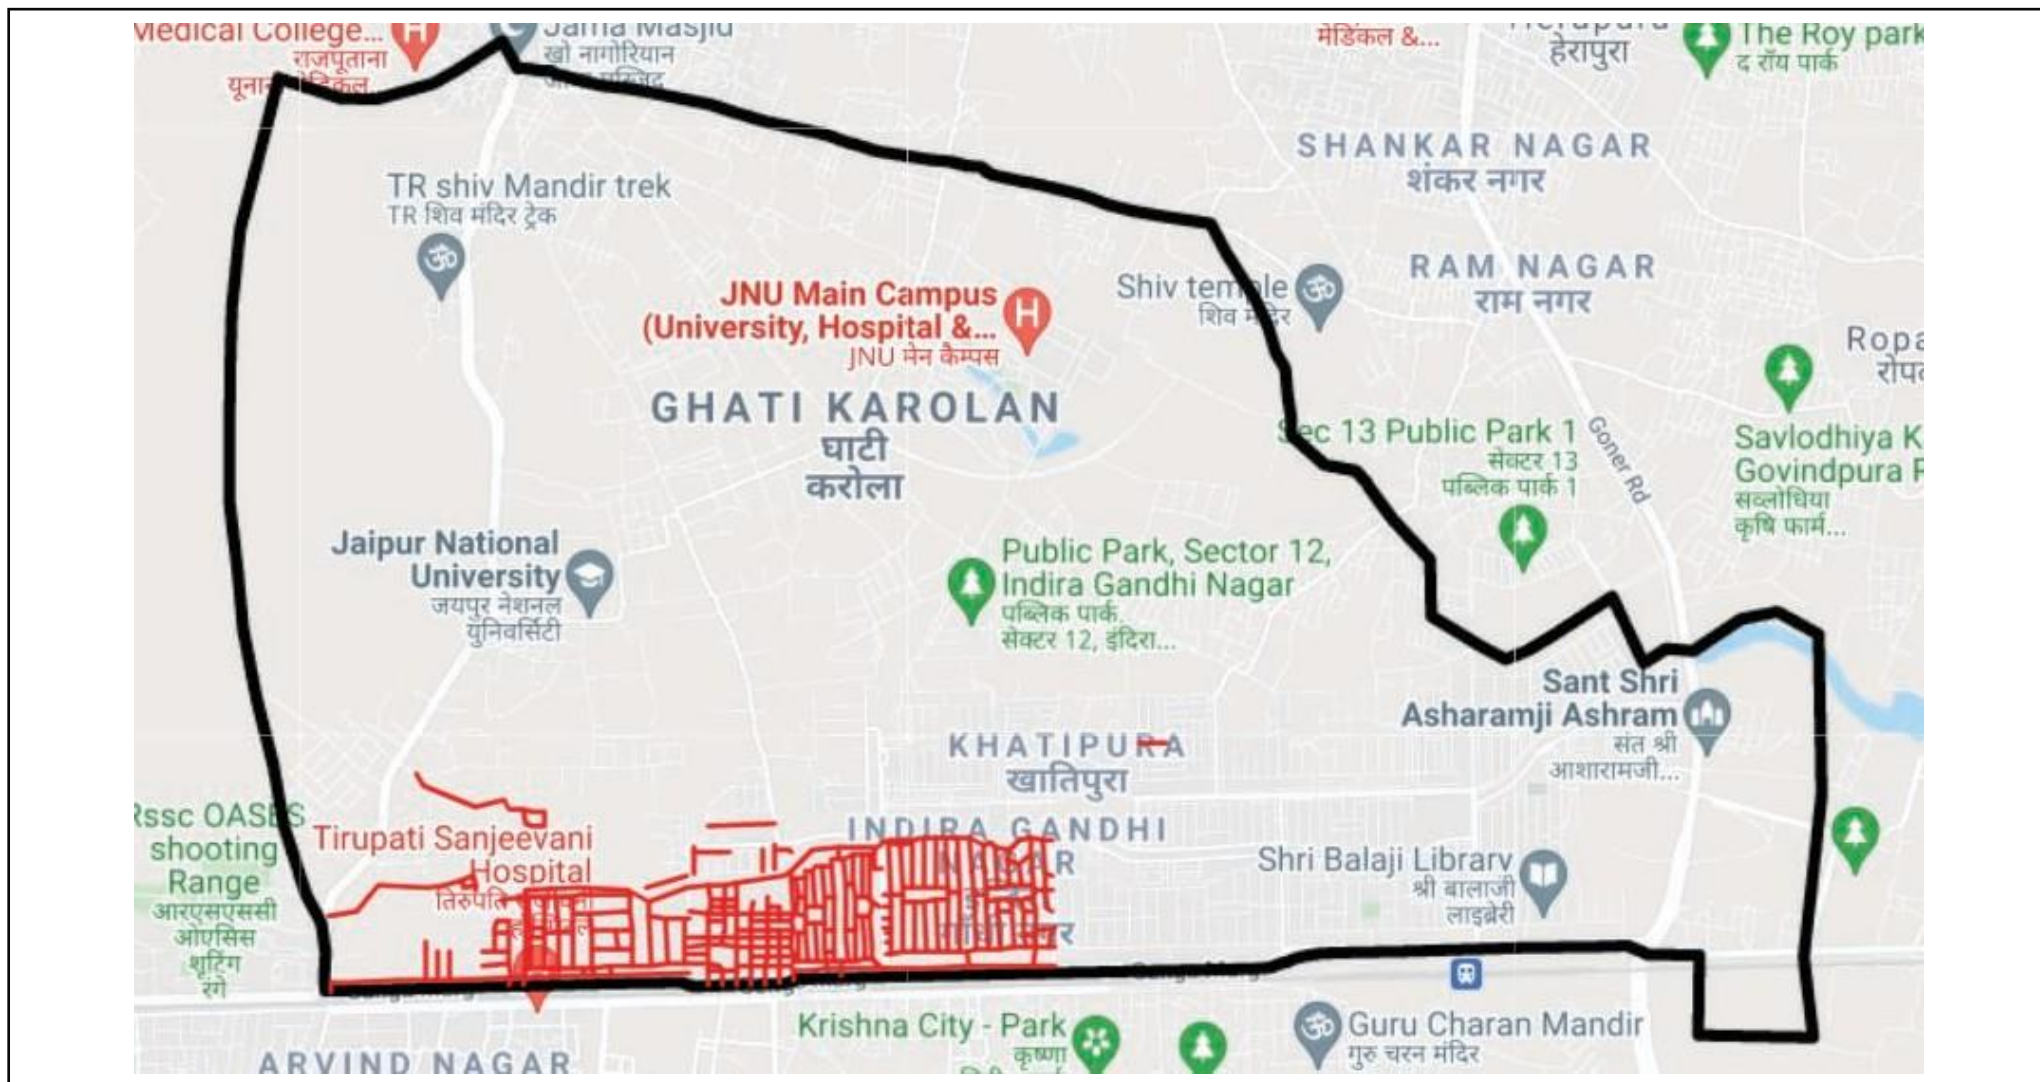 Medical College...
राजपूताना
Jama Masjid
खो नागोरियान
मेडिकल &...
हेरापुरा
The Roy park
द रॉय पार्क
SHANKAR NAGAR
शंकर नगर
TR shiv Mandir trek
TR शिव मंदिर ट्रेक
RAM NAGAR
राम नगर
JNU Main Campus
(University, Hospital &...
JNU मेन कैम्पस
Shiv temple
शिव मंदिर
Ropa
GHATI KAROLAN
घाटी
करोला
Sec 13 Public Park 1
सेक्टर 13
पब्लिक पार्क 1
Goner Rd
Savlodhiya K
Govindpura
सव्लोधिया
कृषि फार्म...
Jaipur National
University
जयपुर नेशनल
युनिवर्सिटी
Public Park, Sector 12,
Indira Gandhi Nagar
पब्लिक पार्क,
सेक्टर 12, इंदिरा...
Sant Shri
Asharamji Ashram
संत श्री
आशारामजी...
KHATIPURA
खातिपुरा
Rssc OASES
shooting
Range
आरएसएससी
ओएसिस
शूटिंग
रंगे
Tirupati Sanjeevani
Hospital
INDIRA GANDHI
NAGAR
Shri Balaji Library
श्री बालाजी
लाइब्रेरी
Krishna City - Park
कृष्णा
Guru Charan Mandir
गुरु चरन मंदिर
ARVIND NAGAR